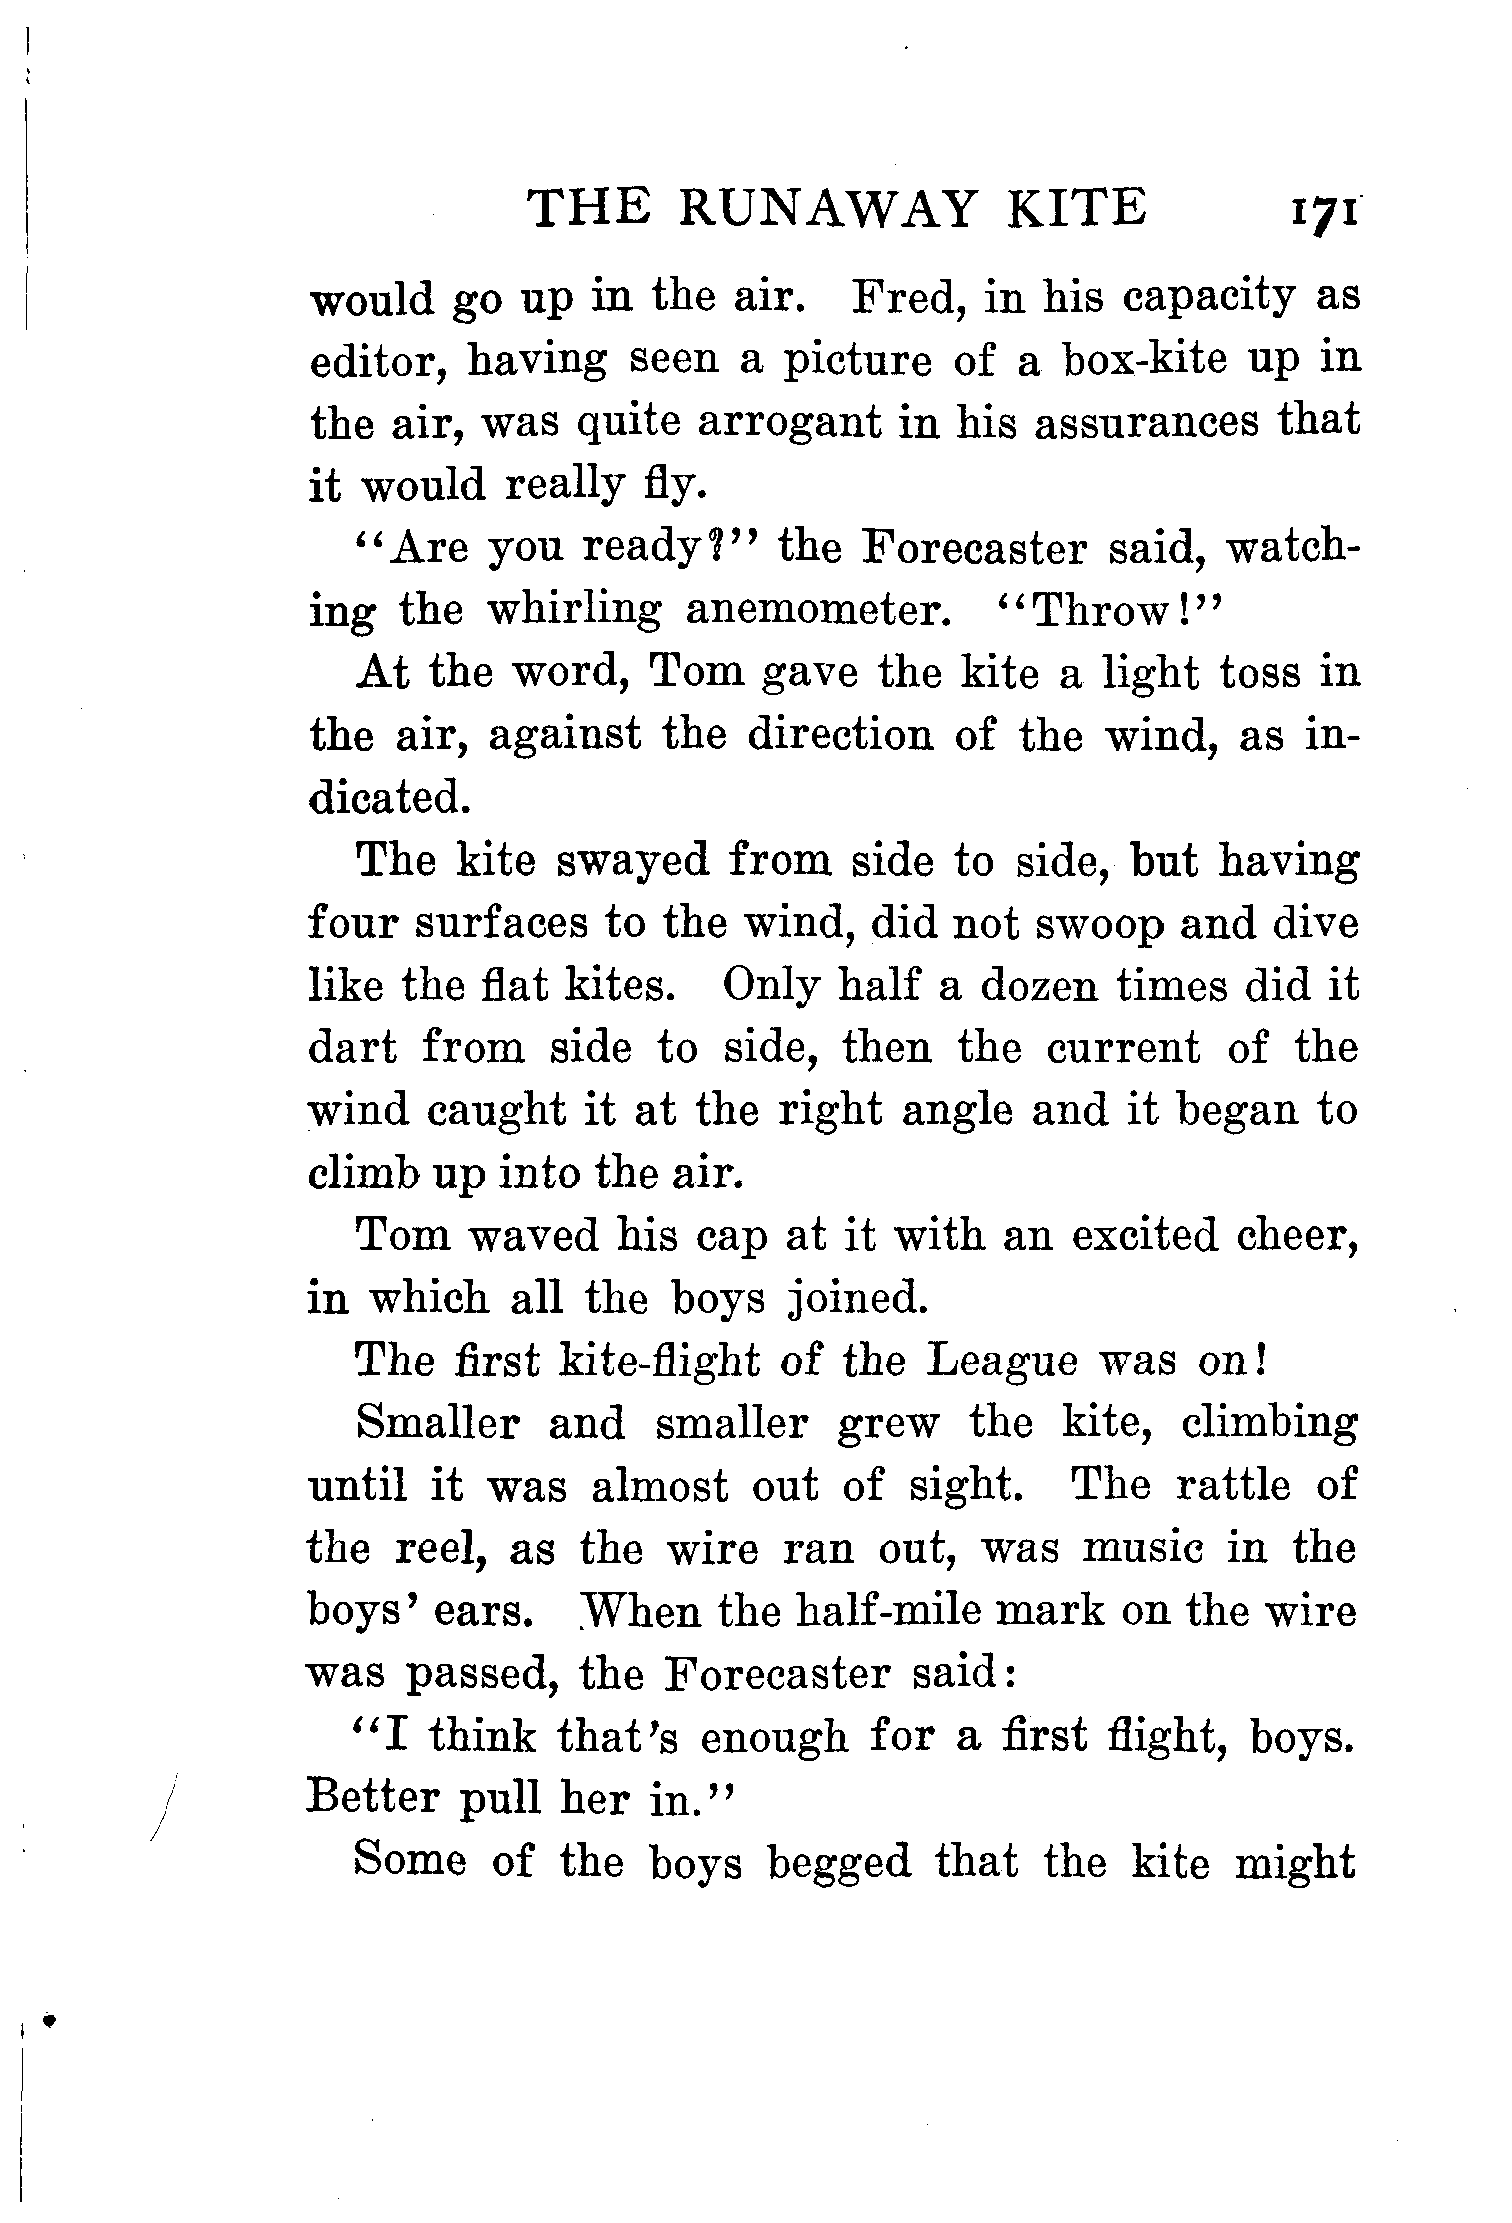 THE RUNAWAY KITE 171
would go up in the air. Fred, in his capacity as
editor, having seen a picture of a box-kite up in
the air, was quite arrogant in his assurances that
it would really fly.
"Are you ready?" the Forecaster said, watch-
ing the whirling anemometer. "Throw!"
At the word, Tom gave the kite a light toss in
the air, against the direction of the wind, as in-
dicated.
The kite swayed from side to side, but having
four surfaces to the wind, did not swoop and dive
like the flat kites. Only half a dozen times did it
dart from side to side, then the current of the
wind caught it at the right angle and it began to
climb up into the air.
Tom waved his cap at it with an excited cheer,
in which all the boys joined.
The first kite-flight of the League was on!
Smaller and smaller grew the kite, climbing
until it was almost out of sight. The rattle of
the reel, as the wire ran out, was music in the
boys' ears. When the half-mile mark on the wire
was passed, the Forecaster said:
"I think that's enough for a first flight, boys.
Better pull her in."
Some of the boys begged that the kite might